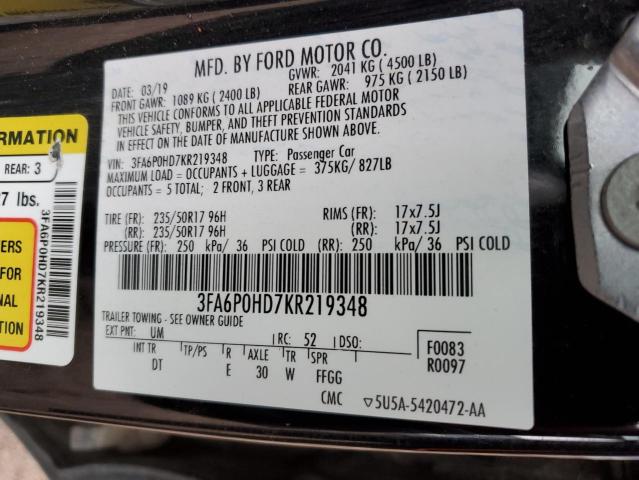 MFD. BY FORD MOTOR CO.
DATE: 03/19 GVWR: 2041 KG ( 4500 LB)
FRONT GAWR: 1089 KG ( 2400 LB) REAR GAWR: 975 KG ( 2150 LB)
THIS VEHICLE CONFORMS TO ALL APPLICABLE FEDERAL MOTOR
VEHICLE SAFETY, BUMPER, AND THEFT PREVENTION STANDARDS
IN EFFECT ON THE DATE OF MANUFACTURE SHOWN ABOVE.
VIN: 3FA6P0HD7KR219348 TYPE: Passenger Car
MAXIMUM LOAD = OCCUPANTS + LUGGAGE = 375KG/ 827LB
OCCUPANTS = 5 TOTAL; 2 FRONT, 3 REAR
TIRE (FR): 235/50R17 96H RIMS (FR): 17x7.5J
(RR): 235/50R17 96H (RR): 17x7.5J
PRESSURE (FR): 250 kPa/ 36 PSI COLD (RR): 250 kPa/ 36 PSI COLD
3FA6P0HD7KR219348
TRAILER TOWING - SEE OWNER GUIDE
EXT PNT: UM RC: 52 DSO:
INT TR TP/PS R AXLE TR SPR
DT E 30 W FFGG
F0083
R0097
CMC 5U5A-5420472-AA
ORMATION
REAR: 3
7 lbs.
3FA6P0HD7KR219348
ERS
FOR
NAL
TION